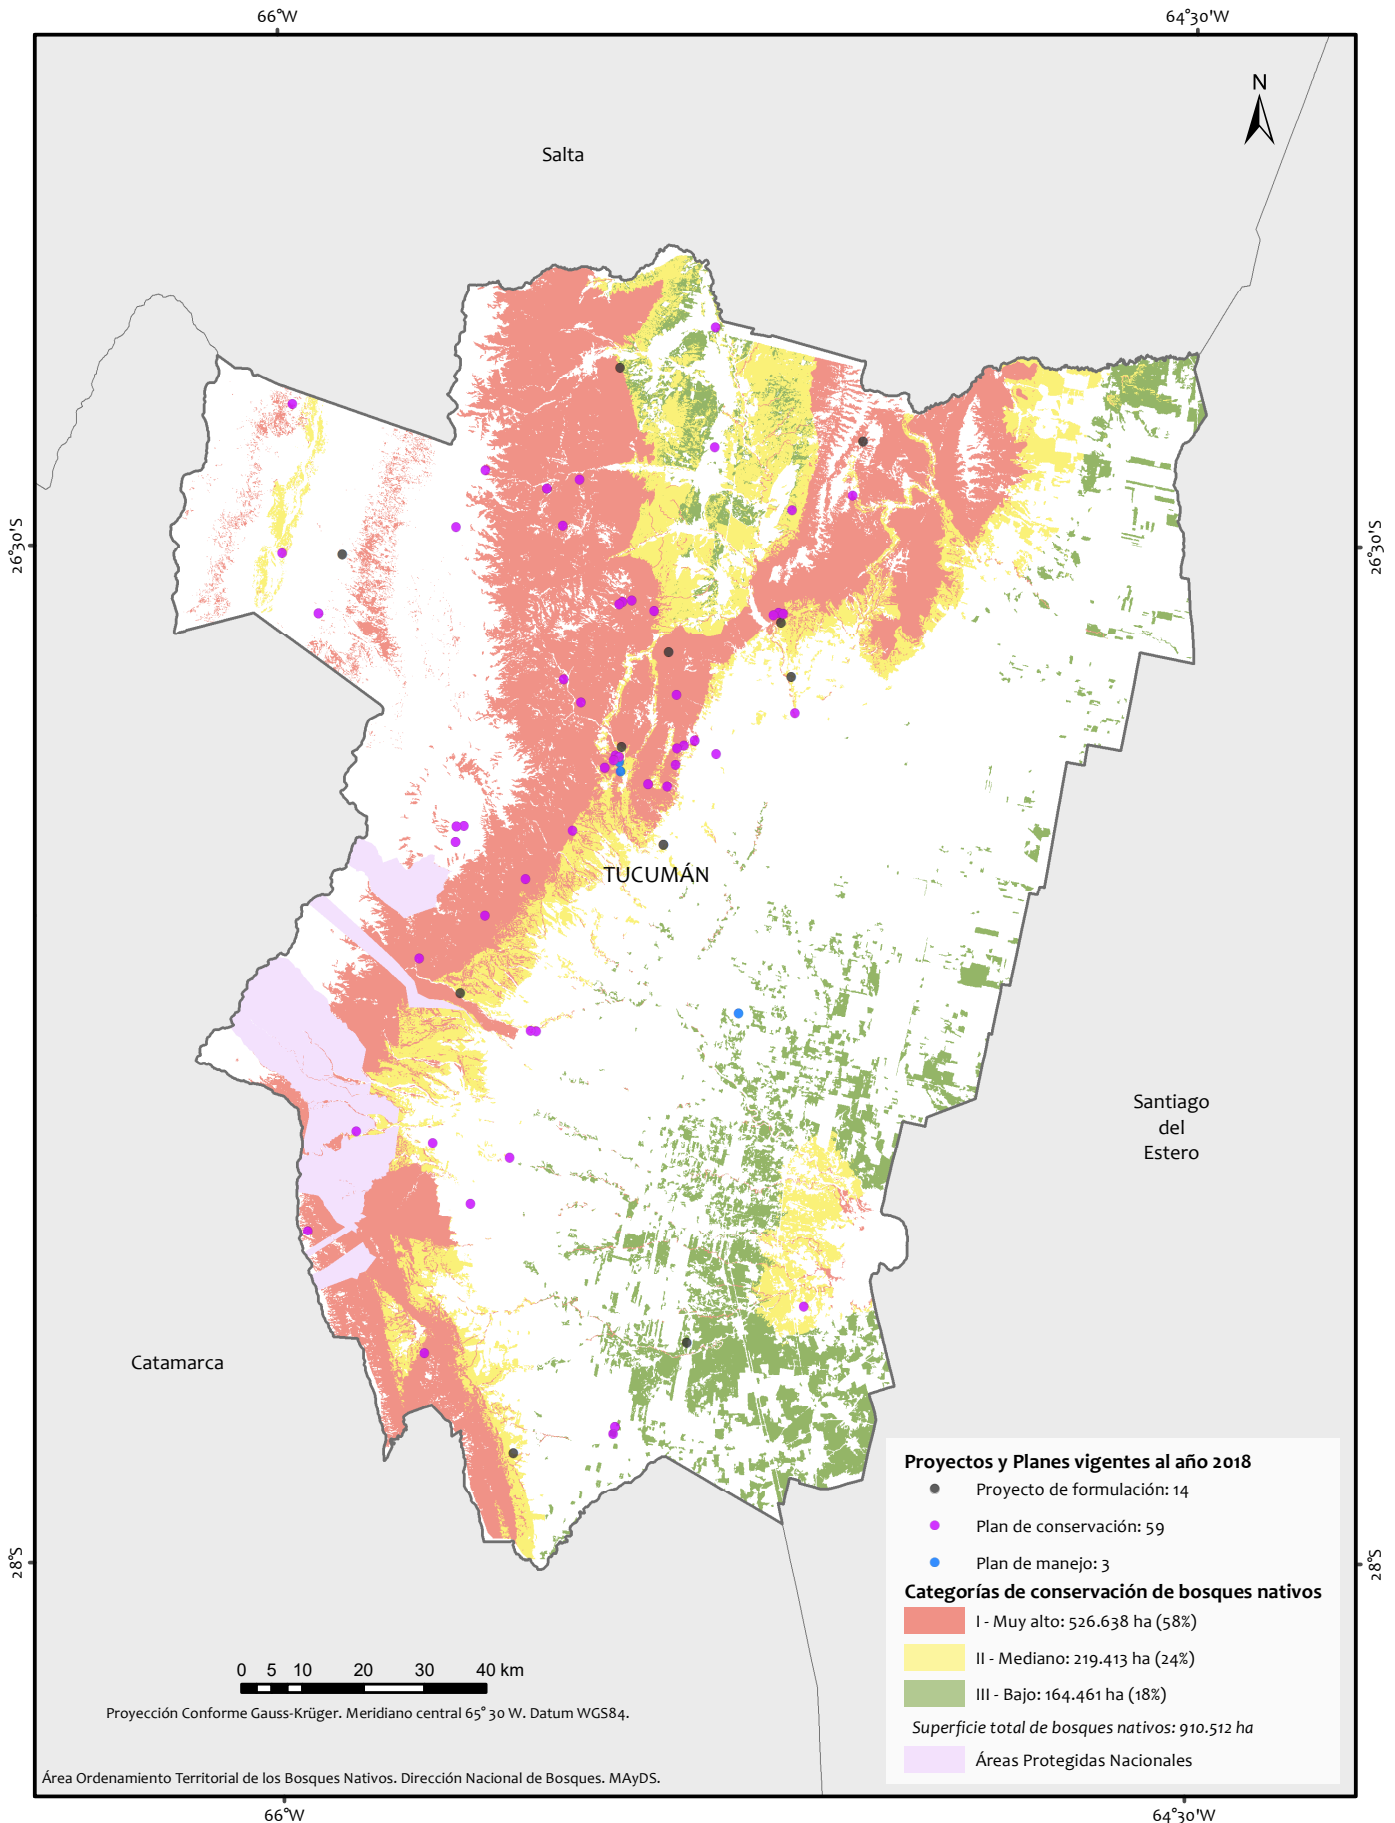 66°W
64°30'W
N
Salta
26°30'S
26°30'S
TUCUMÁN
Santiago
del
Estero
Catamarca
28°S
28°S
Proyectos y Planes vigentes al año 2018
Proyecto de formulación: 14
Plan de conservación: 59
Plan de manejo: 3
Categorías de conservación de bosques nativos
I - Muy alto: 526.638 ha (58%)
II - Mediano: 219.413 ha (24%)
III - Bajo: 164.461 ha (18%)
Superficie total de bosques nativos: 910.512 ha
Áreas Protegidas Nacionales
0 5 10 20 30 40 km
Proyección Conforme Gauss-Krüger. Meridiano central 65° 30 W. Datum WGS84.
Área Ordenamiento Territorial de los Bosques Nativos. Dirección Nacional de Bosques. MAyDS.
66°W
64°30'W